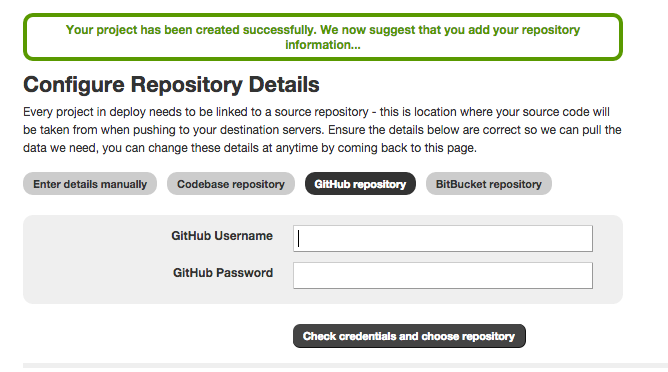 Your project has been created successfully. We now suggest that you add your repository
information...
Configure Repository Details
Every project in deploy needs to be linked to a source repository - this is location where your source code will
be taken from when pushing to your destination servers. Ensure the details below are correct so we can pull the
data we need, you can change these details at anytime by coming back to this page.
Enter details manually Codebase repository GitHub repository BitBucket repository
GitHub Username
GitHub Password
Check credentials and choose repository